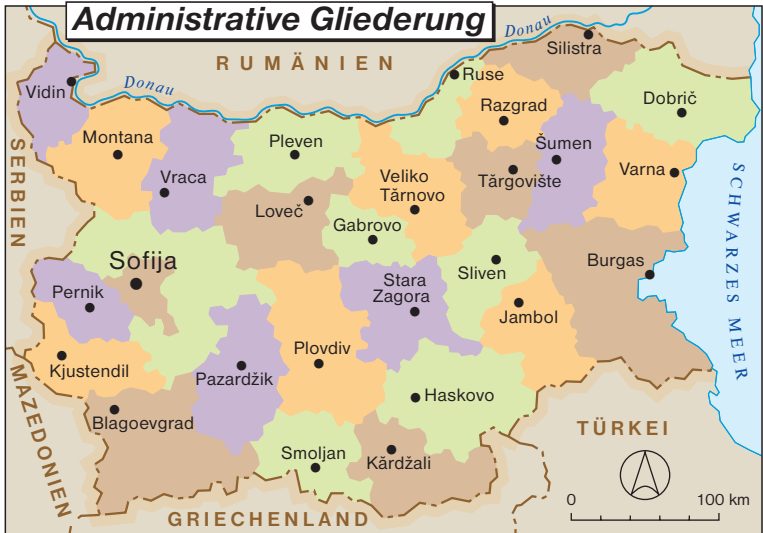 Administrative Gliederung
Donau
Silistra
RUMÄNIEN
Ruse
Vidin
Donau
Razgrad
Dobrič
Montana
Pleven
Šumen
Vraca
Veliko
Tărnovo
Tărgovište
Varna
SERBIEN
Loveč
Gabrovo
SCHWARZES MEER
Sofija
Sliven
Burgas
Pernik
Stara
Zagora
Jambol
Plovdiv
Kjustendil
Pazardžik
Haskovo
MAZEDONIEN
Blagoevgrad
TÜRKEI
Smoljan
Kărdžali
0
100 km
GRIECHENLAND